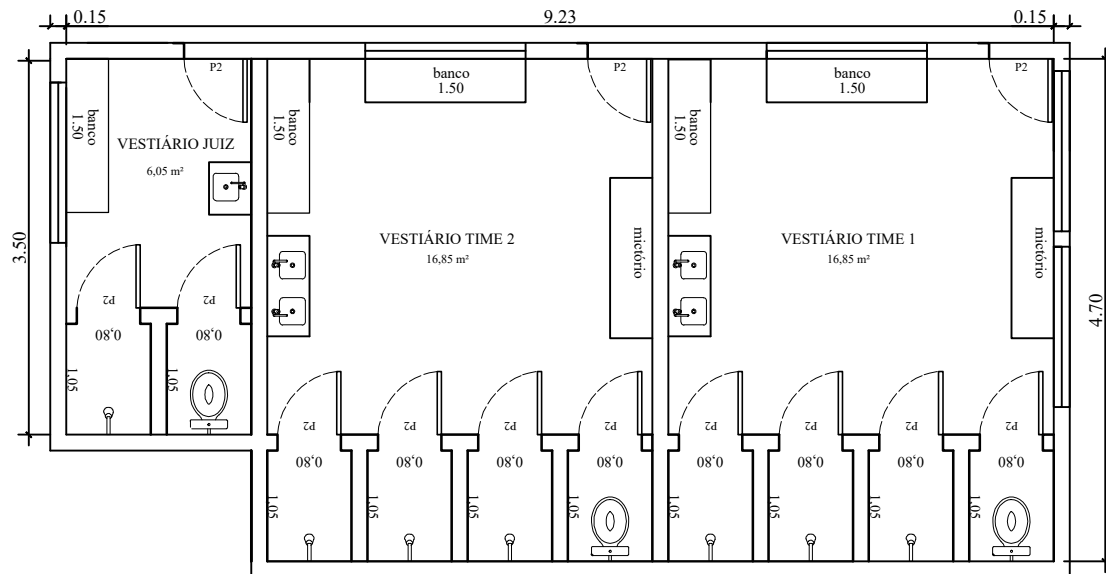 0.15
9.23
0.15
P2
banco
1.50
P2
banco
1.50
P2
banco
1.50
banco
1.50
banco
1.50
VESTIÁRIO JUIZ
6,05 m²
VESTIÁRIO TIME 2
16,85 m²
mictório
VESTIÁRIO TIME 1
16,85 m²
mictório
3.50
4.70
P2
P2
0,80
0,80
1.05
1.05
P2
P2
P2
P2
P2
P2
P2
P2
0,80
0,80
0,80
0,80
0,80
0,80
0,80
0,80
1.05
1.05
1.05
1.05
1.05
1.05
1.05
1.05